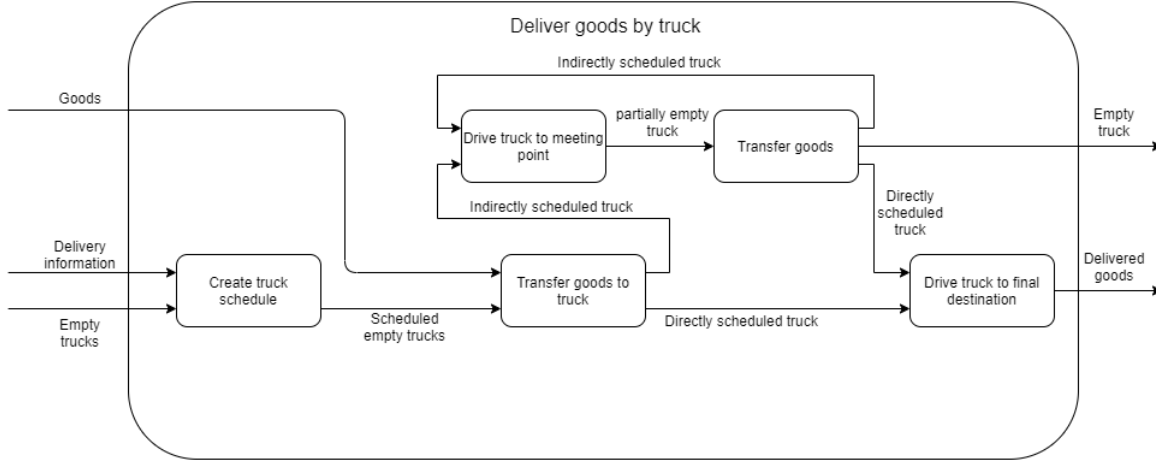 Deliver goods by truck
Indirectly scheduled truck
Goods
partially empty
truck
Empty
truck
Drive truck to meeting
point
Transfer goods
Directly
scheduled
truck
Indirectly scheduled truck
Delivery
information
Delivered
goods
Create truck
schedule
Transfer goods to
truck
Drive truck to final
destination
Empty
trucks
Scheduled
empty trucks
Directly scheduled truck